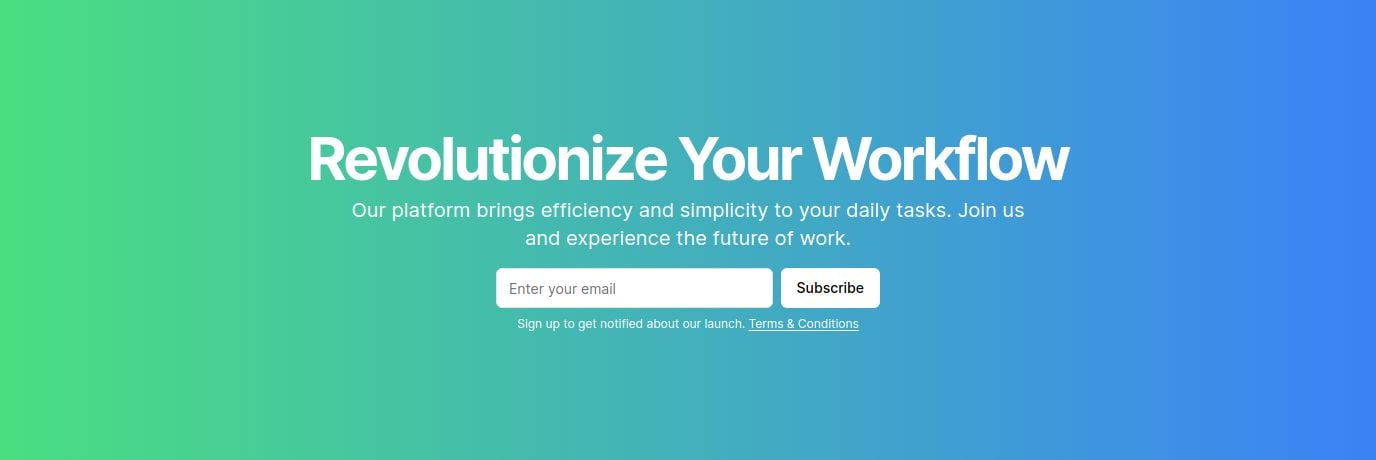 Revolutionize Your Workflow
Our platform brings efficiency and simplicity to your daily tasks. Join us
and experience the future of work.
Enter your email
Subscribe
Sign up to get notified about our launch. Terms & Conditions